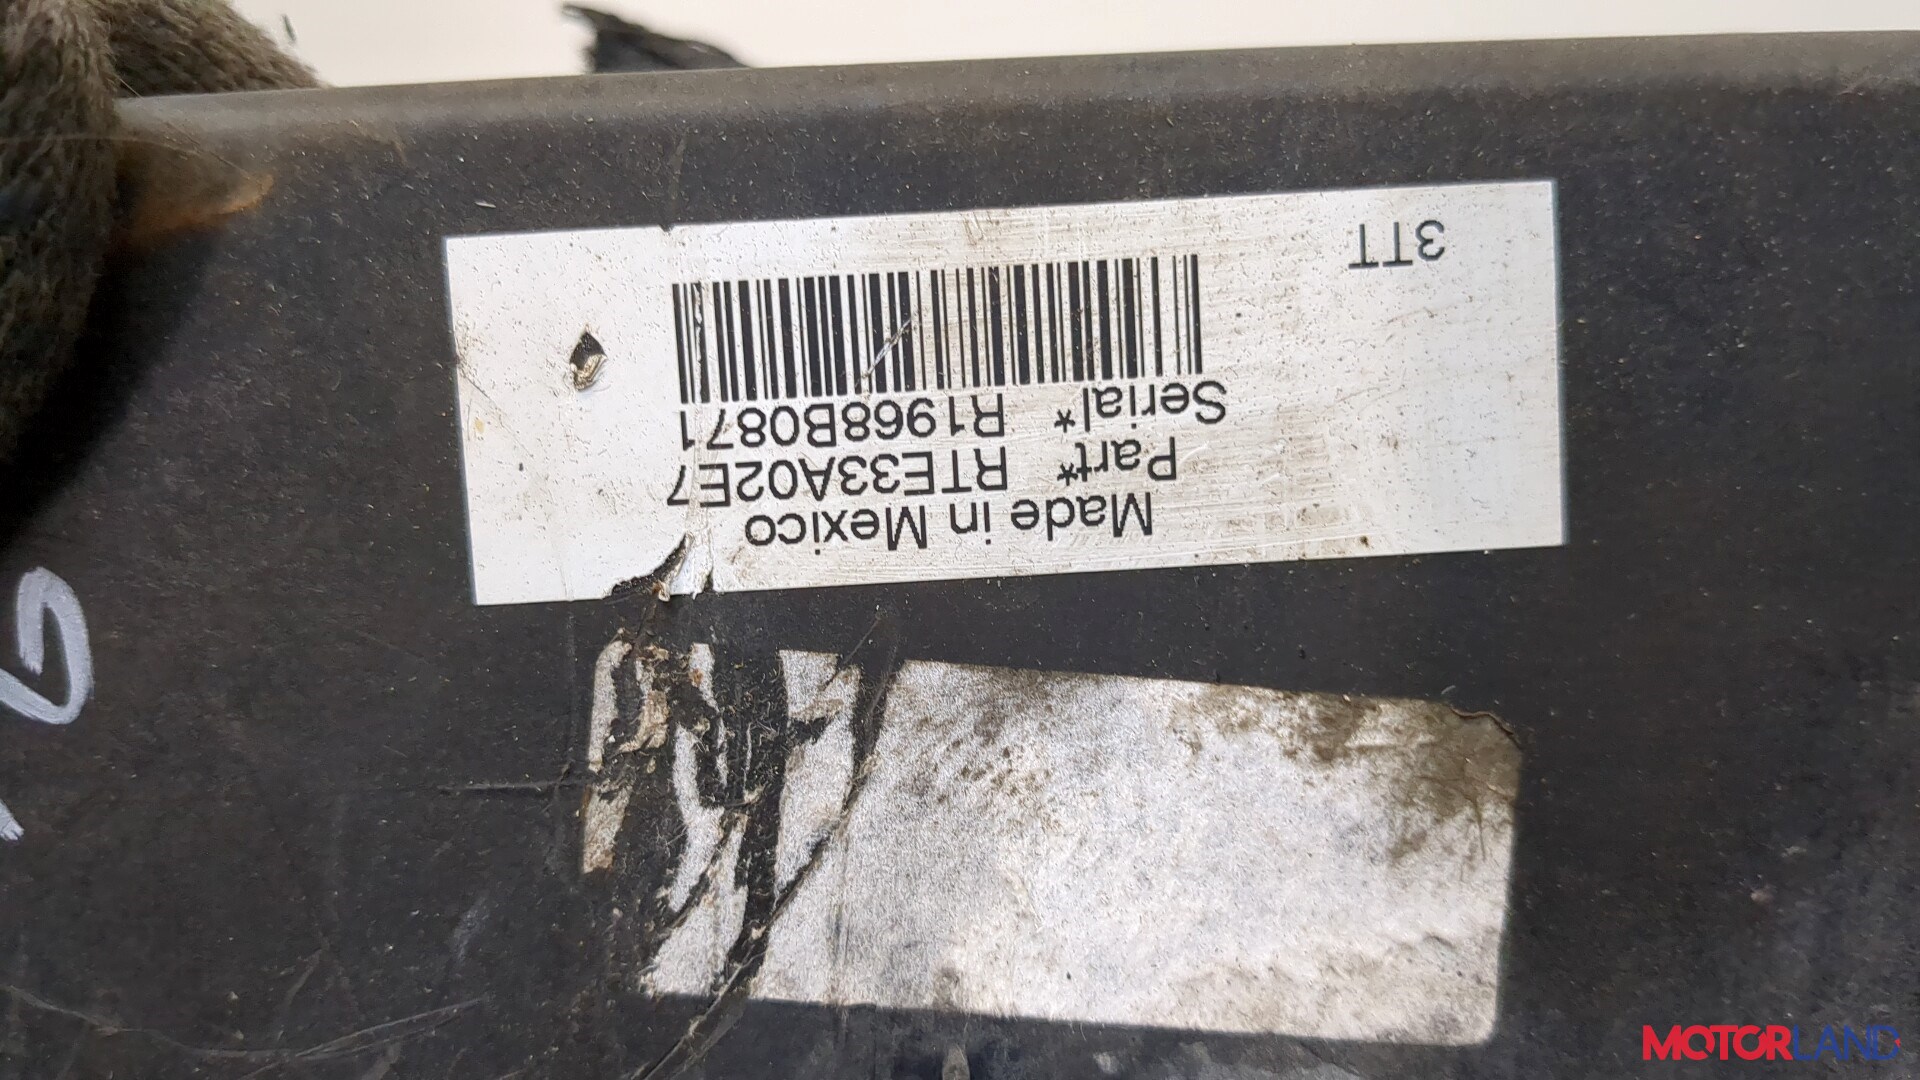 Made in Mexico
Part* RTE33A02E7
Serial* R1968B0871
3TT
MOTORLAND